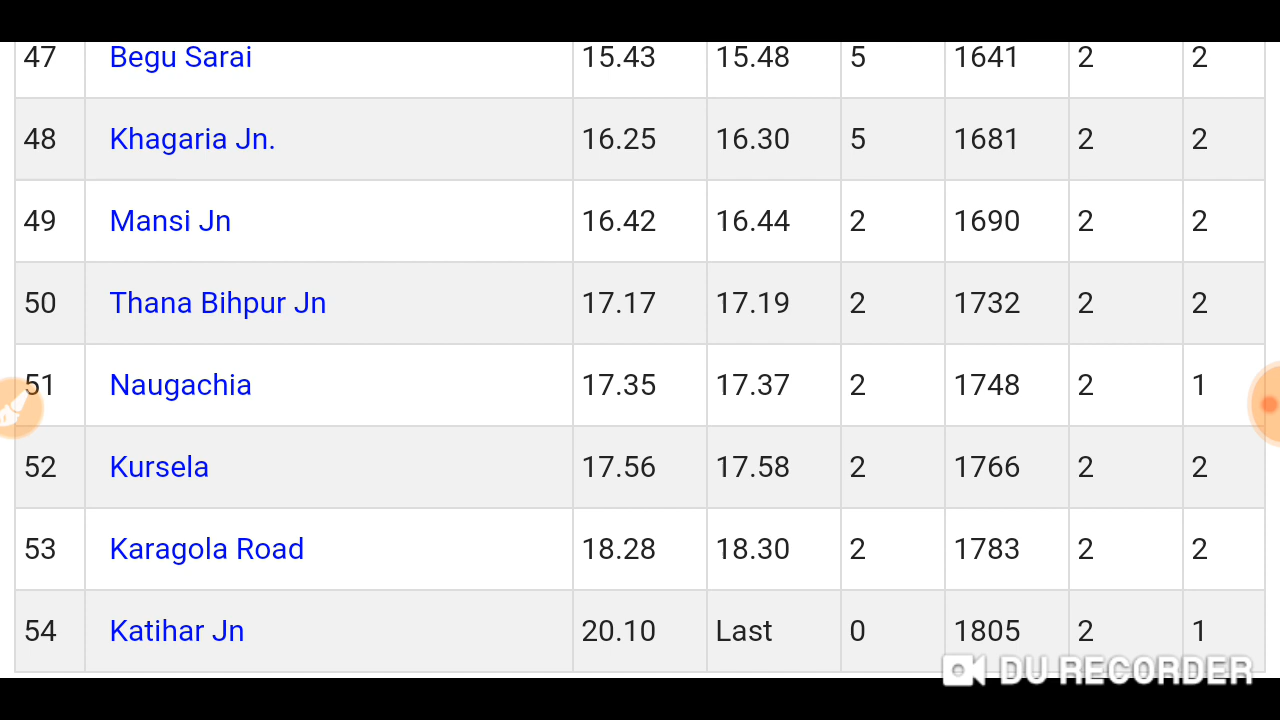 47 Begu Sarai 15.43 15.48 5 1641 2 2
48 Khagaria Jn. 16.25 16.30 5 1681 2 2
49 Mansi Jn 16.42 16.44 2 1690 2 2
50 Thana Bihpur Jn 17.17 17.19 2 1732 2 2
51 Naugachia 17.35 17.37 2 1748 2 1
52 Kursela 17.56 17.58 2 1766 2 2
53 Karagola Road 18.28 18.30 2 1783 2 2
54 Katihar Jn 20.10 Last 0 1805 2 1
DU RECORDER